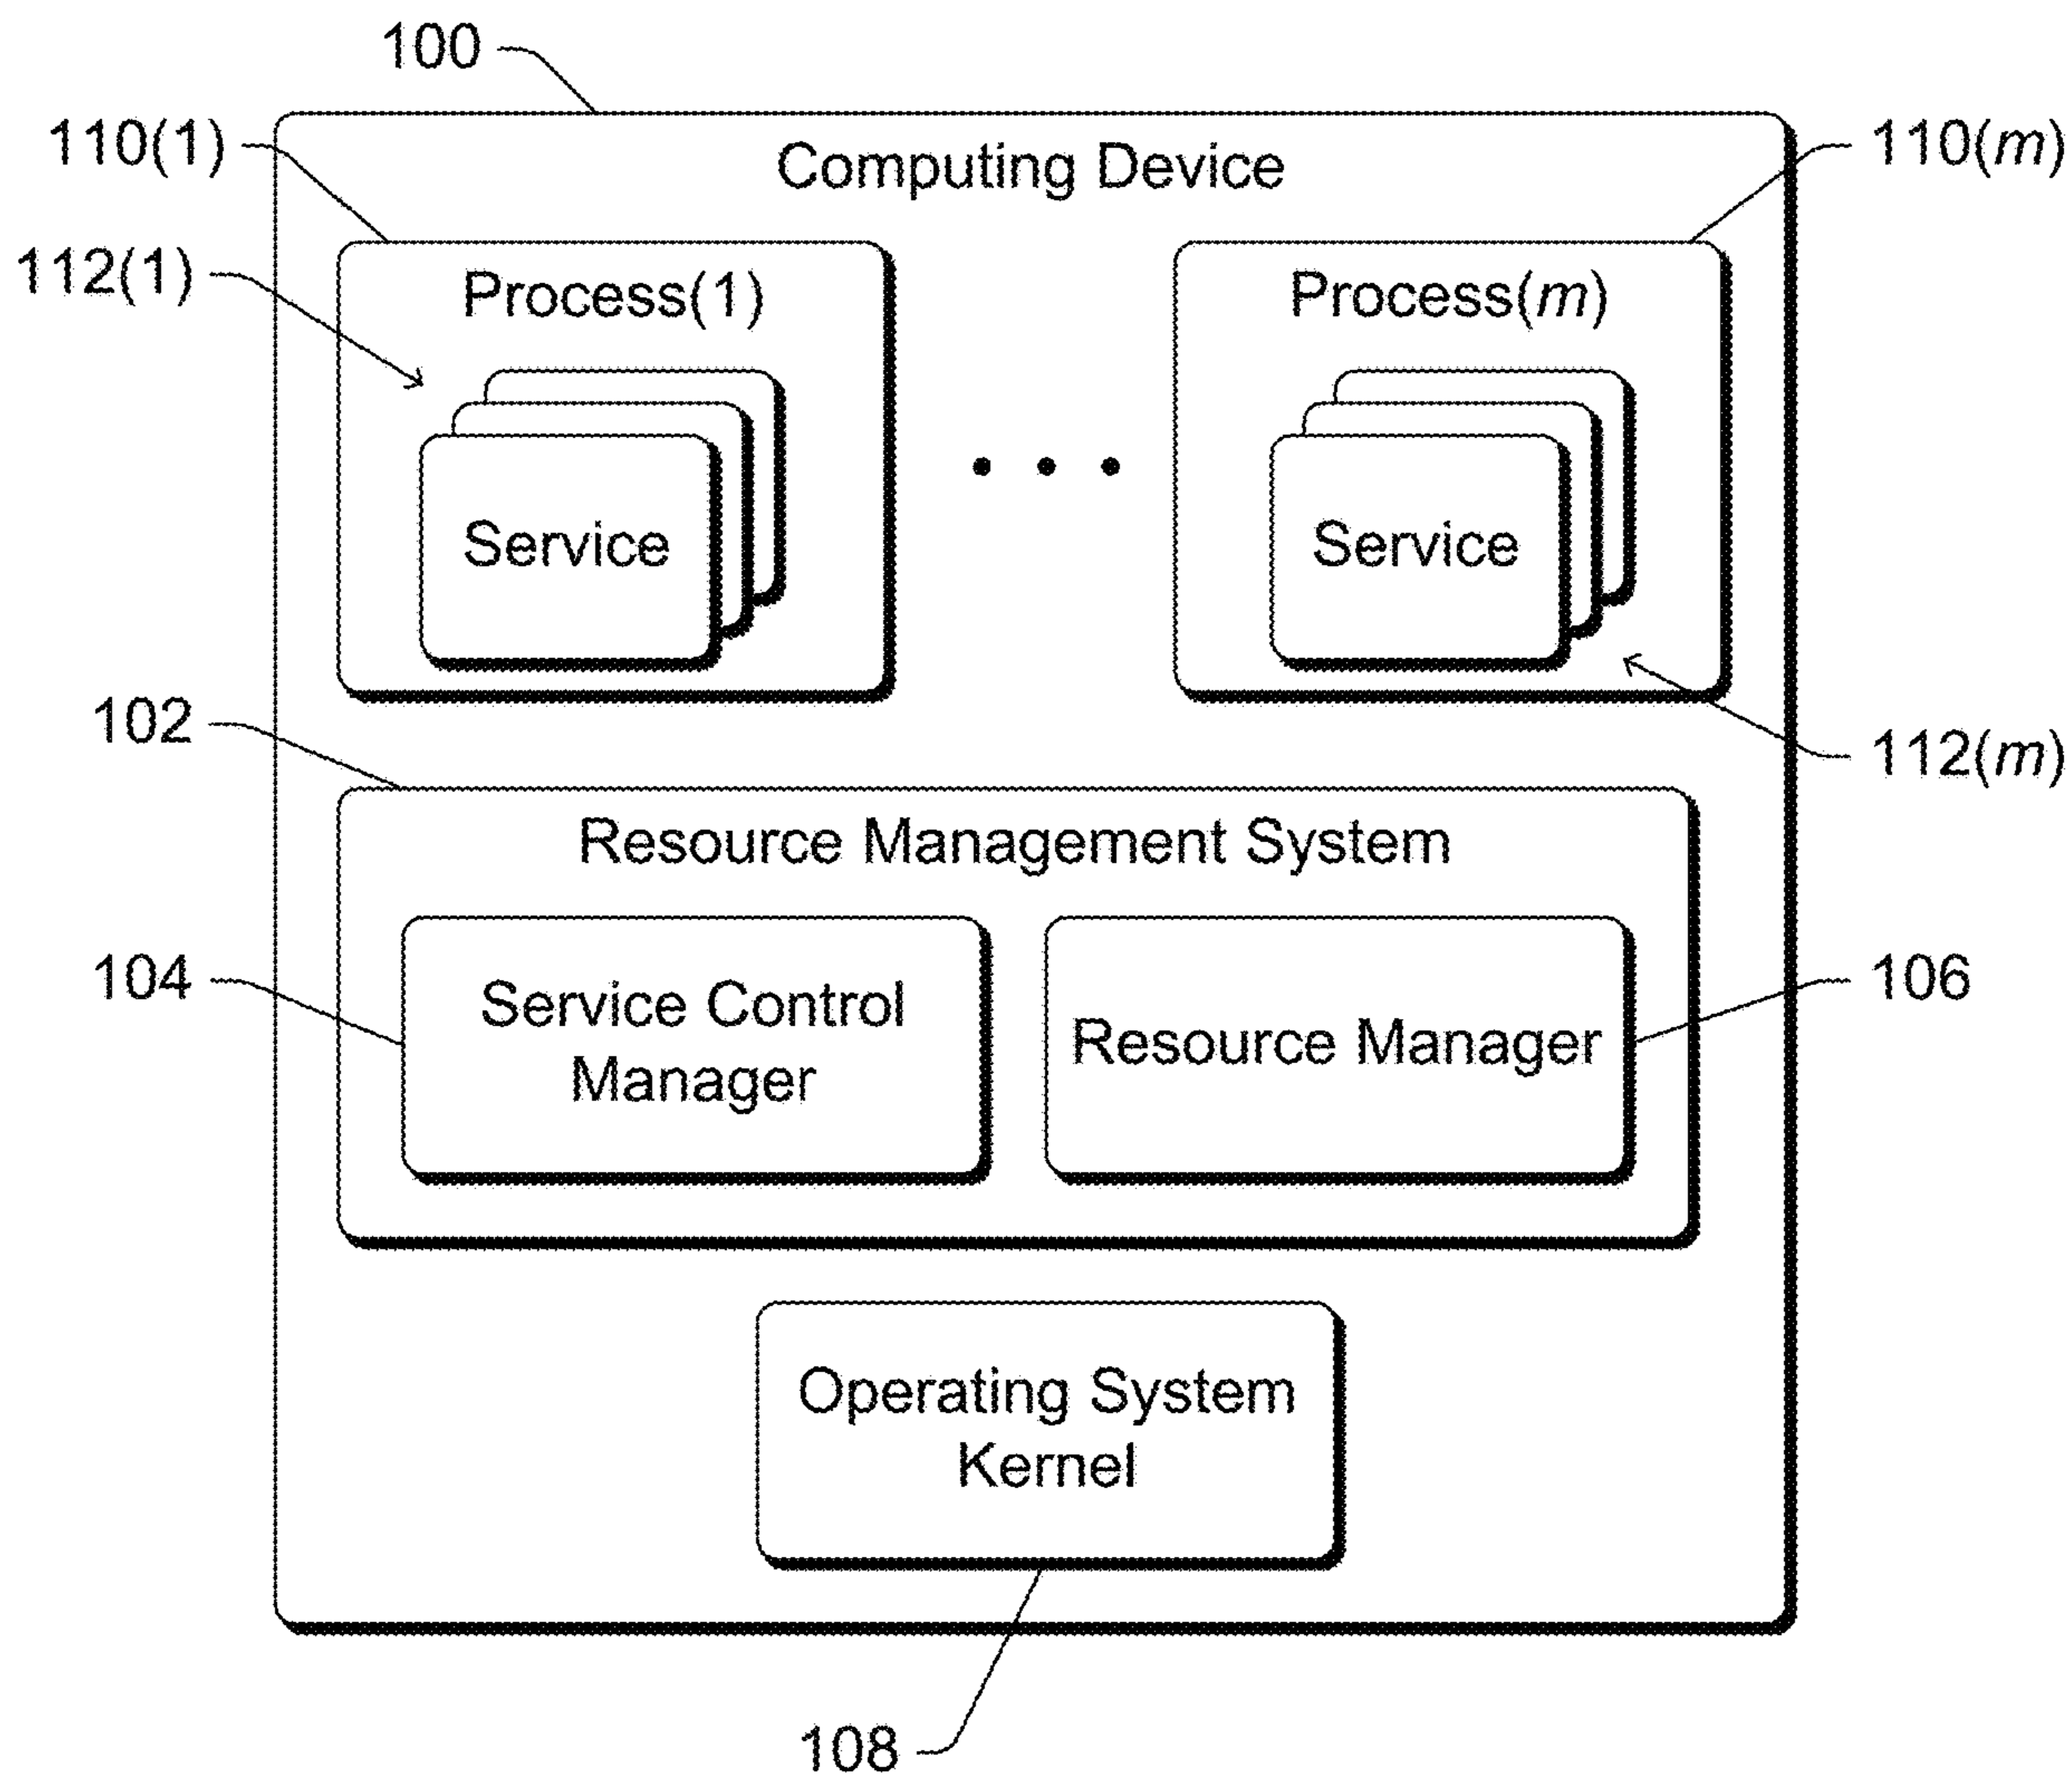 100
110(1)
Computing Device
110(m)
112(1)
Process(1)
Process(m)
Service
Service
102
112(m)
Resource Management System
104
Service Control
Manager
Resource Manager
106
Operating System
Kernel
108